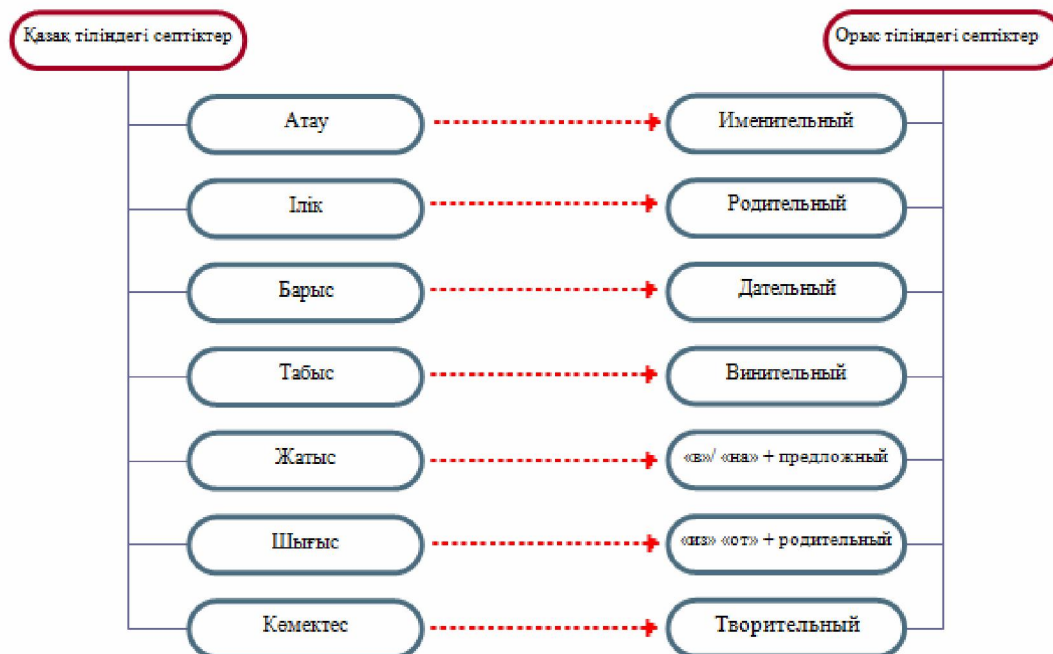 Қазақ тіліндегі септіктер
Орыс тіліндегі септіктер
Атау
Именительный
Ілік
Родительный
Барыс
Дательный
Табыс
Винительный
Жатыс
«в»/ «на» + предложный
Шығыс
«из» «от» + родительный
Көмектес
Творительный